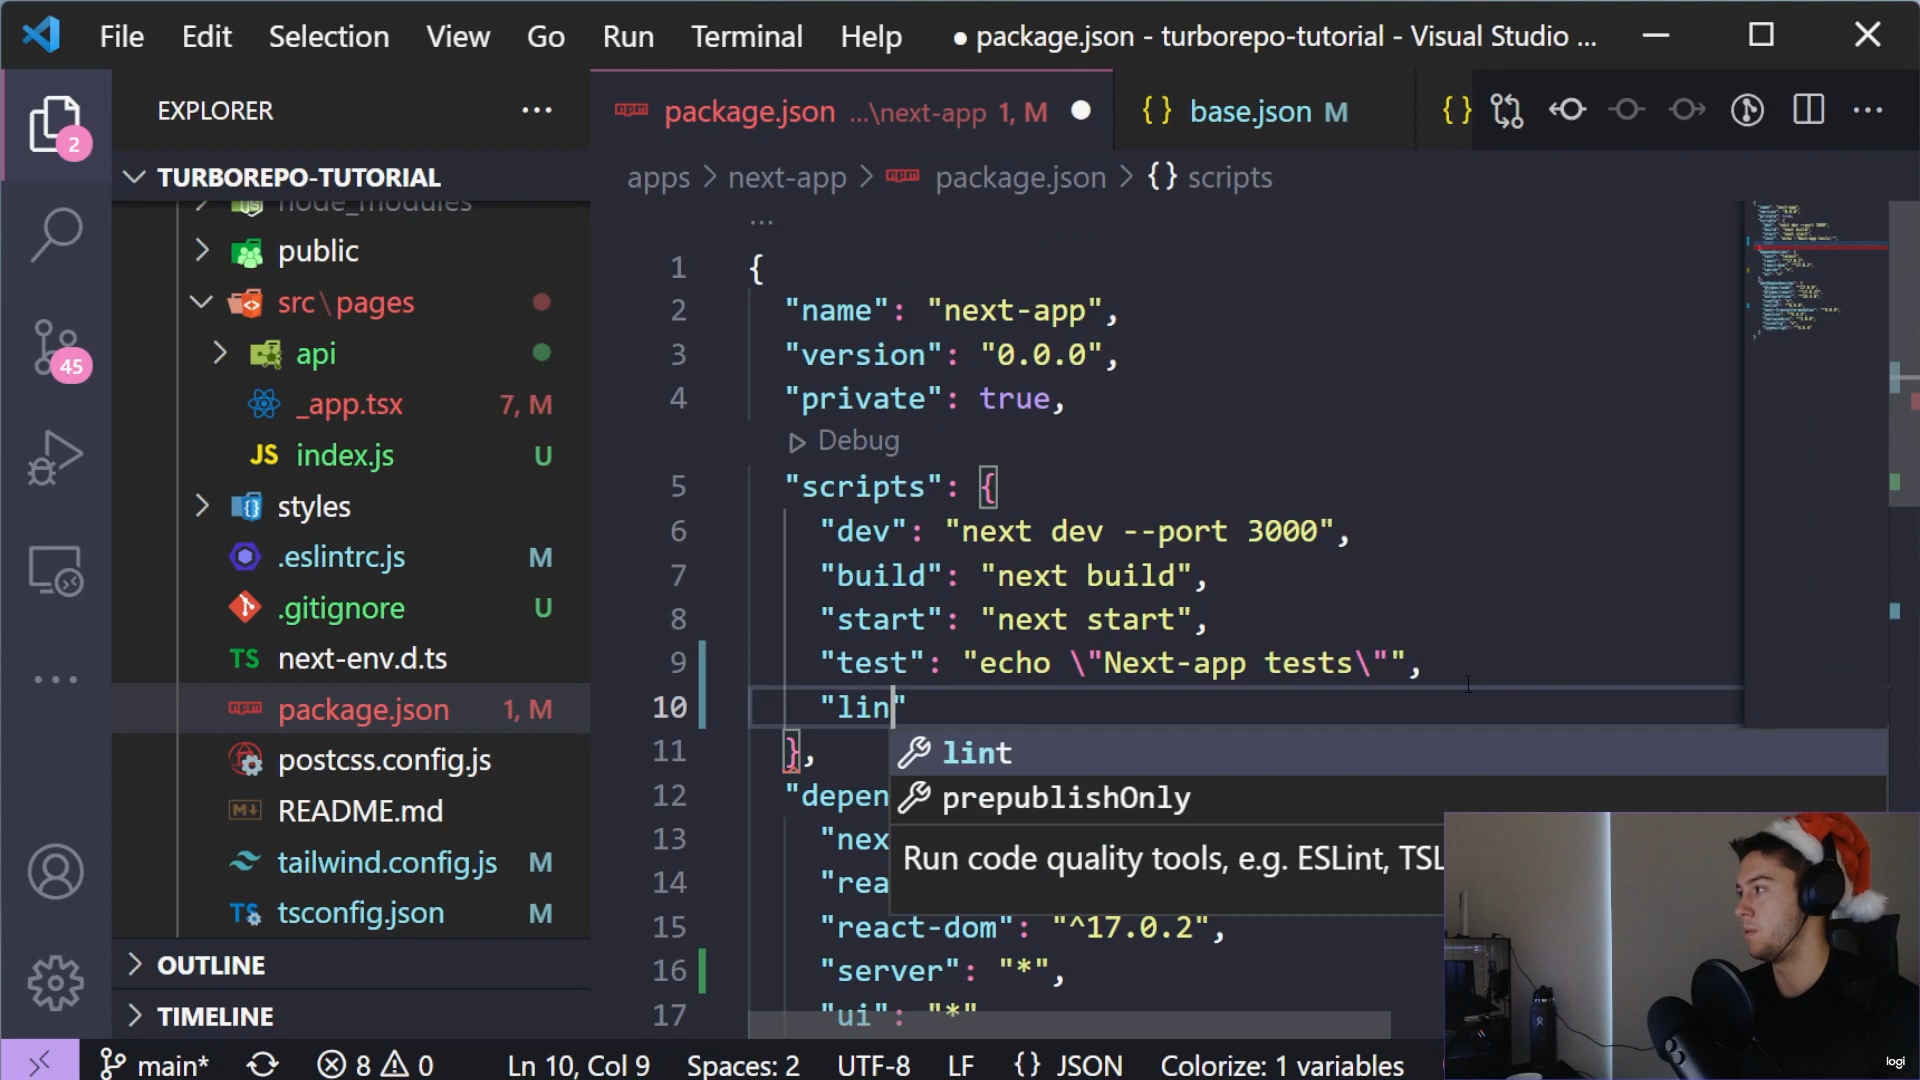 File Edit Selection View Go Run Terminal Help ● package.json - turborepo-tutorial - Visual Studio ...
2
45
EXPLORER
TURBOREPO-TUTORIAL
node_modules
public
src\pages
api
_app.tsx 7, M
JS index.js U
styles
.eslintrc.js M
.gitignore U
TS next-env.d.ts
package.json 1, M
postcss.config.js
README.md
tailwind.config.js M
TS tsconfig.json M
OUTLINE
TIMELINE
package.json ...\next-app 1, M
{} base.json M
{}
apps > next-app > package.json > {} scripts
...
1 {
2 "name": "next-app",
3 "version": "0.0.0",
4 "private": true,
Debug
5 "scripts": {
6 "dev": "next dev --port 3000",
7 "build": "next build",
8 "start": "next start",
9 "test": "echo \"Next-app tests\"",
10 "lin"
11 },
12 "depen
13 "nex
14 "rea
15 "react-dom": "^17.0.2",
16 "server": "*",
17 "ui": "*"
lint
prepublishOnly
Run code quality tools, e.g. ESLint, TSL
main* 8 0 Ln 10, Col 9 Spaces: 2 UTF-8 LF {} JSON Colorize: 1 variables
logi